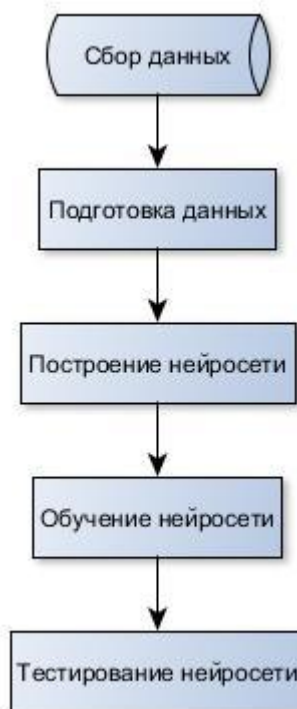 Сбор данных
Подготовка данных
Построение нейросети
Обучение нейросети
Тестирование нейросети